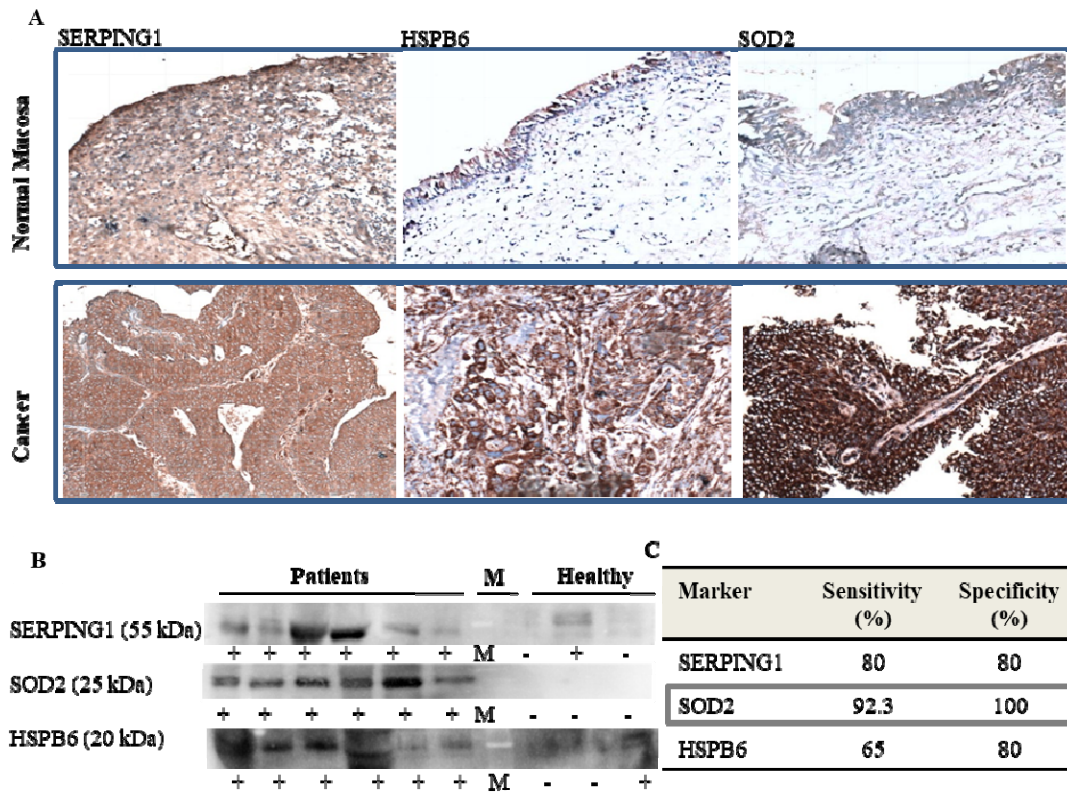 A
SERPING1 HSPB6 SOD2
Normal Mucosa
Cancer
B
Patients M Healthy
SERPING1 (55 kDa)
+ + + + + + M - + -
SOD2 (25 kDa)
+ + + + + + M - - -
HSPB6 (20 kDa)
+ + + + + + M - - +
C
Marker Sensitivity (%) Specificity (%)
SERPING1 80 80
SOD2 92.3 100
HSPB6 65 80